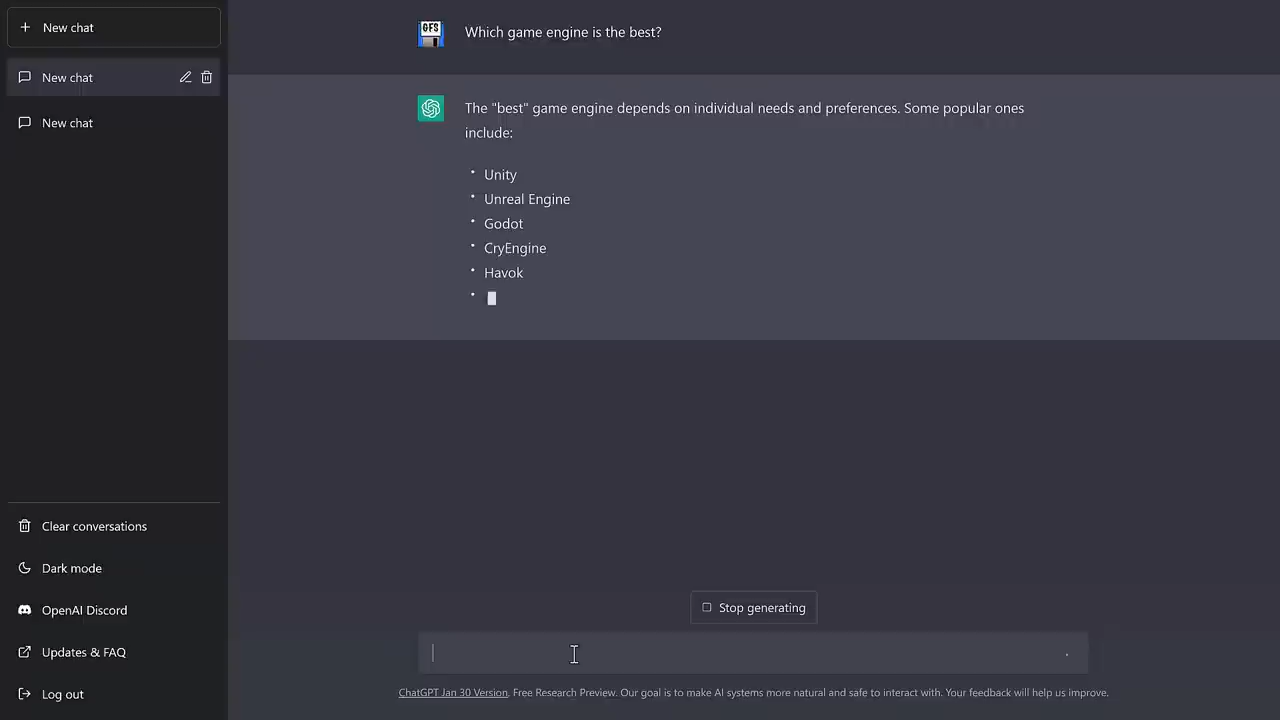 New chat
New chat
New chat
Clear conversations
Dark mode
OpenAI Discord
Updates & FAQ
Log out
GFS
Which game engine is the best?
The "best" game engine depends on individual needs and preferences. Some popular ones
include:
• Unity
• Unreal Engine
• Godot
• CryEngine
• Havok
•
Stop generating
ChatGPT Jan 30 Version. Free Research Preview. Our goal is to make AI systems more natural and safe to interact with. Your feedback will help us improve.